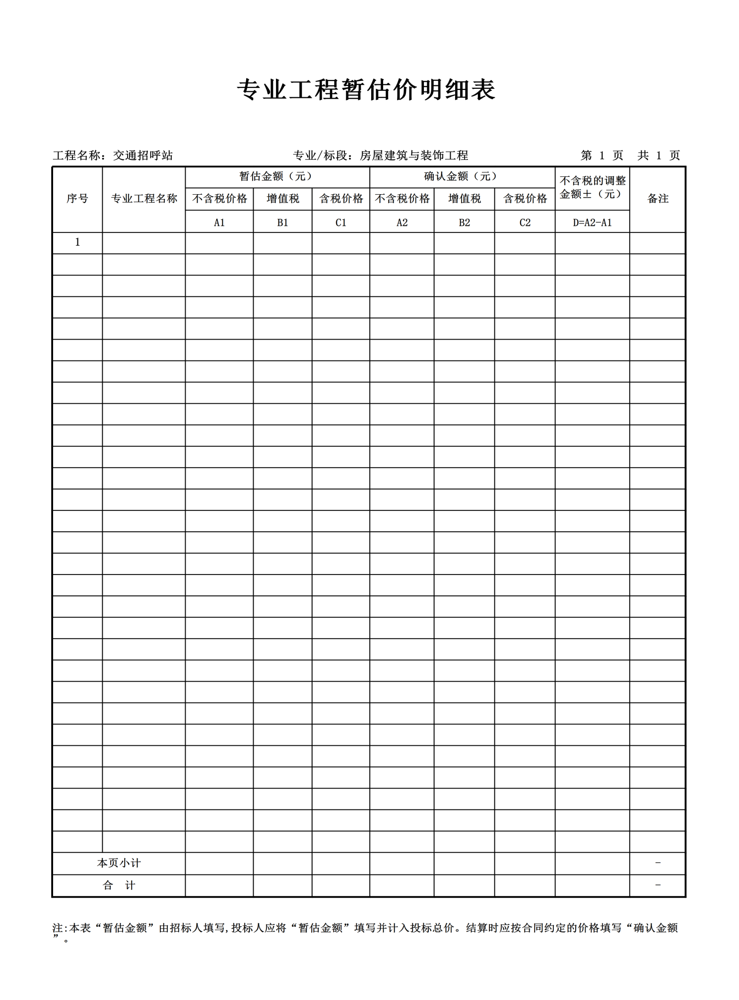 专业工程暂估价明细表
工程名称：交通招呼站 专业/标段：房屋建筑与装饰工程 第 1 页 共 1 页
序号 专业工程名称 暂估金额（元） 确认金额（元） 不含税的调整金额±（元） 备注
不含税价格 增值税 含税价格 不含税价格 增值税 含税价格
A1 B1 C1 A2 B2 C2 D=A2-A1
1
本页小计 -
合 计 -
注:本表“暂估金额”由招标人填写,投标人应将“暂估金额”填写并计入投标总价。结算时应按合同约定的价格填写“确认金额
”。